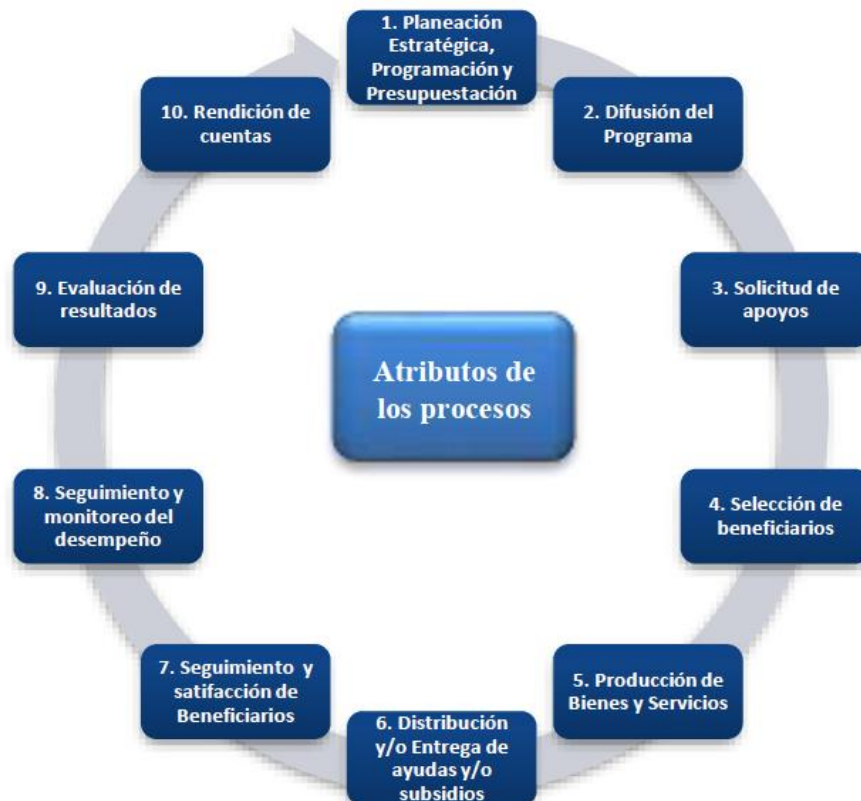 1. Planeación
Estratégica,
Programación y
Presupuestación
2. Difusión del
Programa
3. Solicitud de
apoyos
4. Selección de
beneficiarios
5. Producción de
Bienes y Servicios
6. Distribución
y/o Entrega de
ayudas y/o
subsidios
7. Seguimiento y
satifacción de
Beneficiarios
8. Seguimiento y
monitoreo del
desempeño
9. Evaluación de
resultados
10. Rendición de
cuentas
Atributos de
los procesos